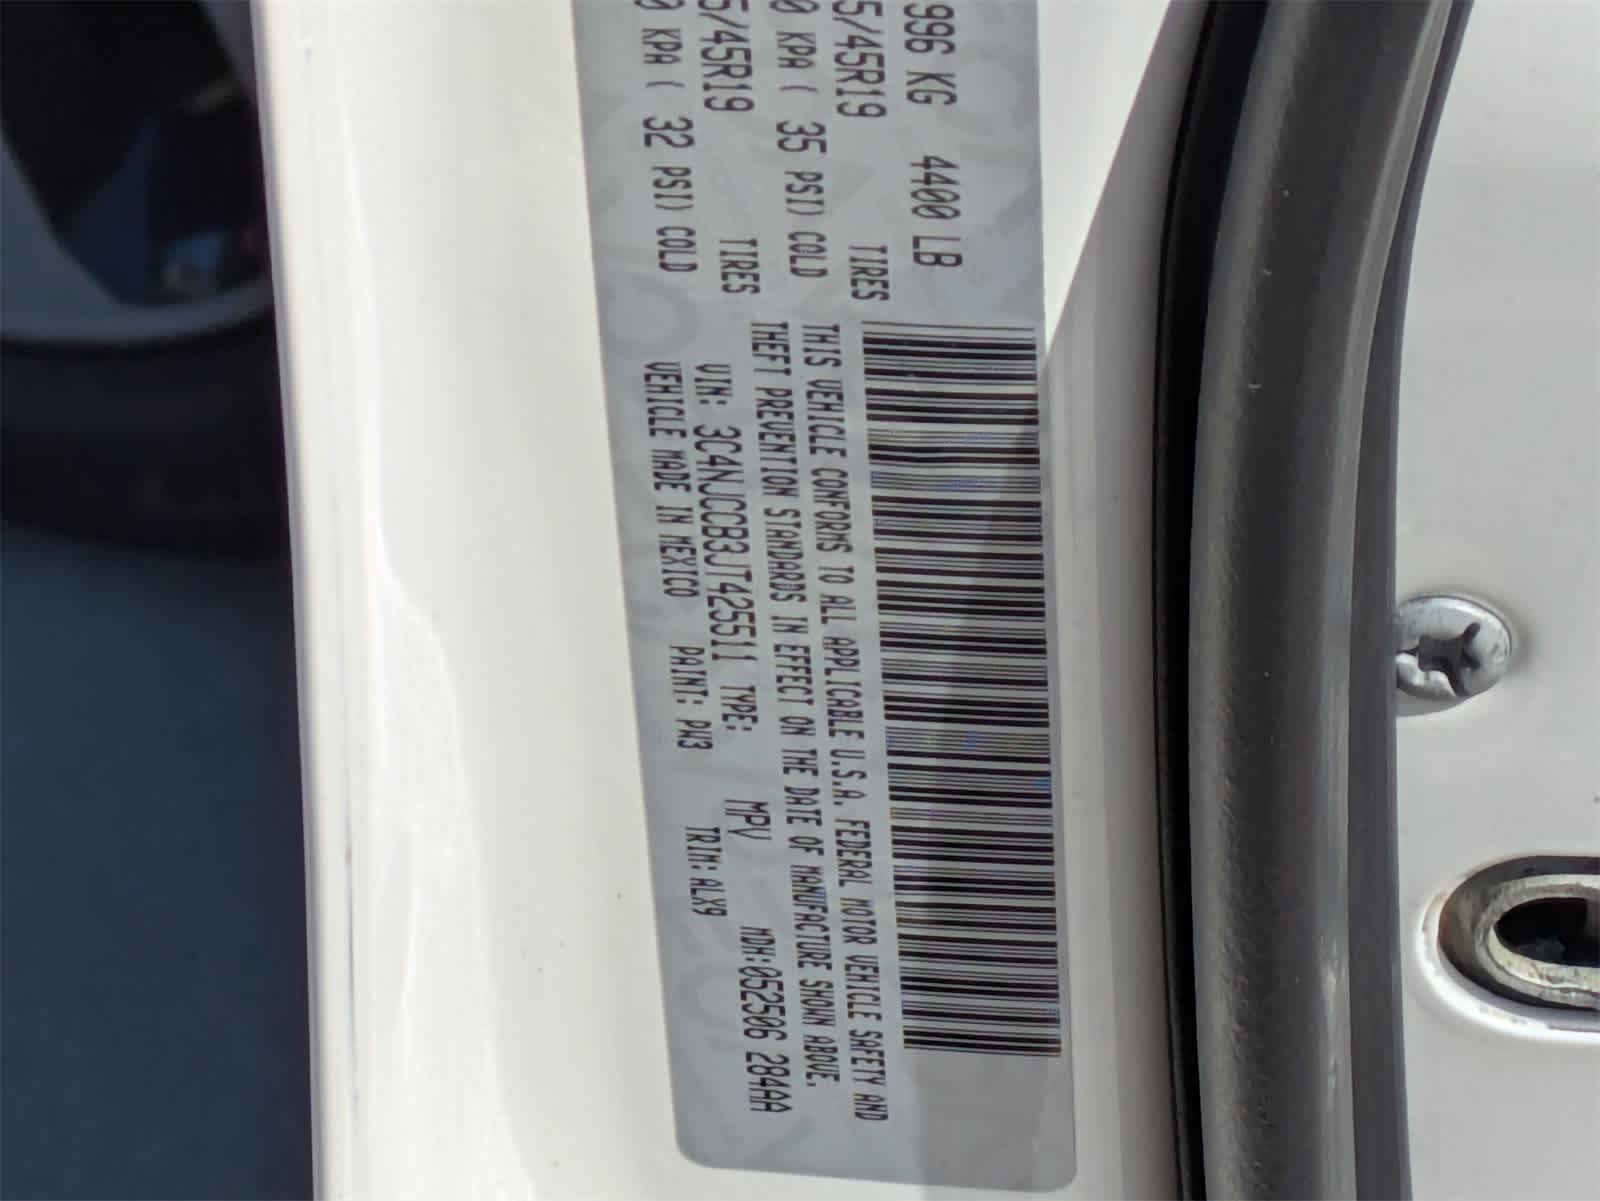 996 KG 4400 LB
5/45R19 TIRES
0 KPA ( 35 PSI) COLD
5/45R19 TIRES
0 KPA ( 32 PSI) COLD
THIS VEHICLE CONFORMS TO ALL APPLICABLE U.S.A. FEDERAL MOTOR VEHICLE SAFETY AND
THEFT PREVENTION STANDARDS IN EFFECT ON THE DATE OF MANUFACTURE SHOWN ABOVE.
VIN: 3C4NJCCB3JT425511 TYPE: MPV MDH:052506 284AA
VEHICLE MADE IN MEXICO PAINT: PW3 TRIM: ALX9